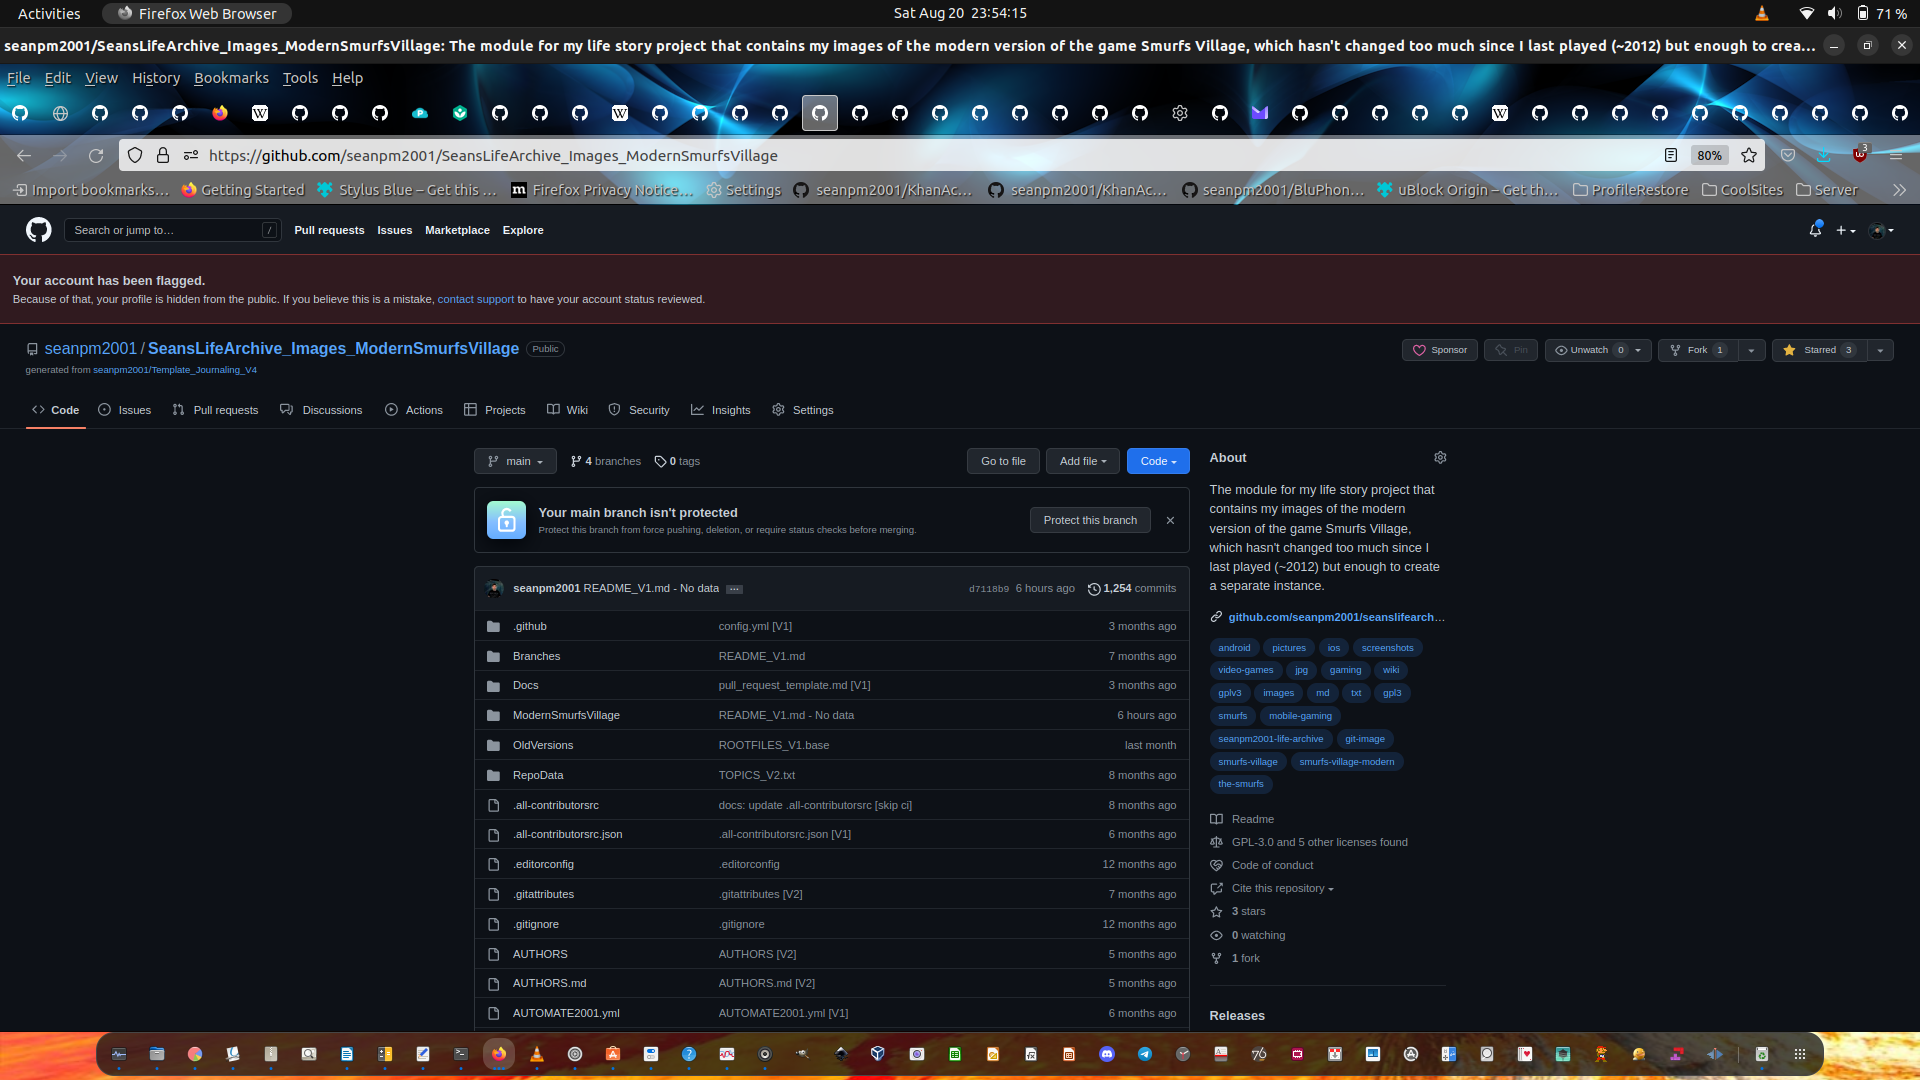 Activities
Firefox Web Browser
Sat Aug 20 23:54:15
71 %
seanpm2001/SeansLifeArchive_Images_ModernSmurfsVillage: The module for my life story project that contains my images of the modern version of the game Smurfs Village, which hasn't changed too much since I last played (~2012) but enough to crea…
File Edit View History Bookmarks Tools Help
https://github.com/seanpm2001/SeansLifeArchive_Images_ModernSmurfsVillage
80%
3
Import bookmarks…
Getting Started
Stylus Blue – Get this …
Firefox Privacy Notice…
Settings
seanpm2001/KhanAc…
seanpm2001/KhanAc…
seanpm2001/BluPhon…
uBlock Origin – Get th…
ProfileRestore
CoolSites
Server
Search or jump to…
/
Pull requests Issues Marketplace Explore
Your account has been flagged.
Because of that, your profile is hidden from the public. If you believe this is a mistake, contact support to have your account status reviewed.
seanpm2001 / SeansLifeArchive_Images_ModernSmurfsVillage Public
generated from seanpm2001/Template_Journaling_V4
Sponsor
Pin
Unwatch 0
Fork 1
Starred 3
Code Issues Pull requests Discussions Actions Projects Wiki Security Insights Settings
main
4 branches
0 tags
Go to file
Add file
Code
Your main branch isn't protected
Protect this branch from force pushing, deletion, or require status checks before merging.
Protect this branch
seanpm2001 README_V1.md - No data …
d7118b9 6 hours ago
1,254 commits
.github config.yml [V1] 3 months ago
Branches README_V1.md 7 months ago
Docs pull_request_template.md [V1] 3 months ago
ModernSmurfsVillage README_V1.md - No data 6 hours ago
OldVersions ROOTFILES_V1.base last month
RepoData TOPICS_V2.txt 8 months ago
.all-contributorsrc docs: update .all-contributorsrc [skip ci] 8 months ago
.all-contributorsrc.json .all-contributorsrc.json [V1] 6 months ago
.editorconfig .editorconfig 12 months ago
.gitattributes .gitattributes [V2] 7 months ago
.gitignore .gitignore 12 months ago
AUTHORS AUTHORS [V2] 5 months ago
AUTHORS.md AUTHORS.md [V2] 5 months ago
AUTOMATE2001.yml AUTOMATE2001.yml [V1] 6 months ago
About
The module for my life story project that
contains my images of the modern
version of the game Smurfs Village,
which hasn't changed too much since I
last played (~2012) but enough to create
a separate instance.
github.com/seanpm2001/seanslifearch…
android pictures ios screenshots
video-games jpg gaming wiki
gplv3 images md txt gpl3
smurfs mobile-gaming
seanpm2001-life-archive git-image
smurfs-village smurfs-village-modern
the-smurfs
Readme
GPL-3.0 and 5 other licenses found
Code of conduct
Cite this repository
3 stars
0 watching
1 fork
Releases